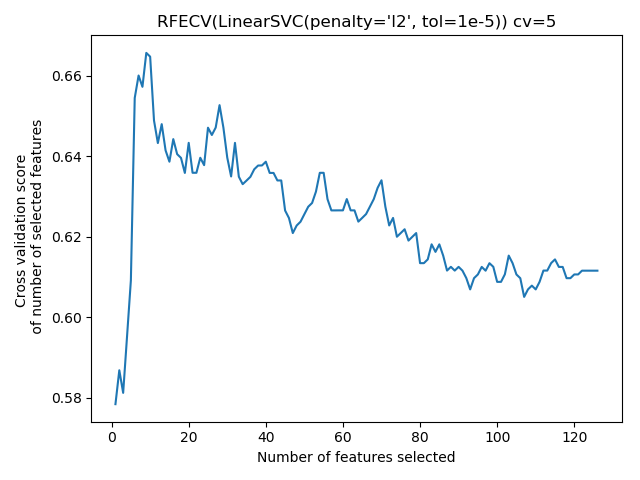 RFECV(LinearSVC(penalty='l2', tol=1e-5)) cv=5
0.66
0.64
0.62
0.60
0.58
Cross validation score
of number of selected features
0 20 40 60 80 100 120
Number of features selected